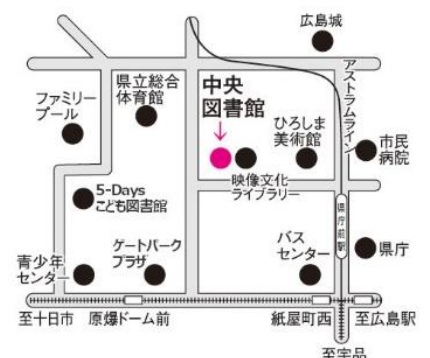 広島城
県立総合
体育館
中央
図書館
アストラムライン
ファミリー
プール
ひろしま
美術館
市民
病院
映像文化
ライブラリー
5-Days
こども図書館
県庁前駅
ゲートパーク
プラザ
バス
センター
県庁
青少年
センター
至十日市
原爆ドーム前
紙屋町西
至広島駅
至宇品